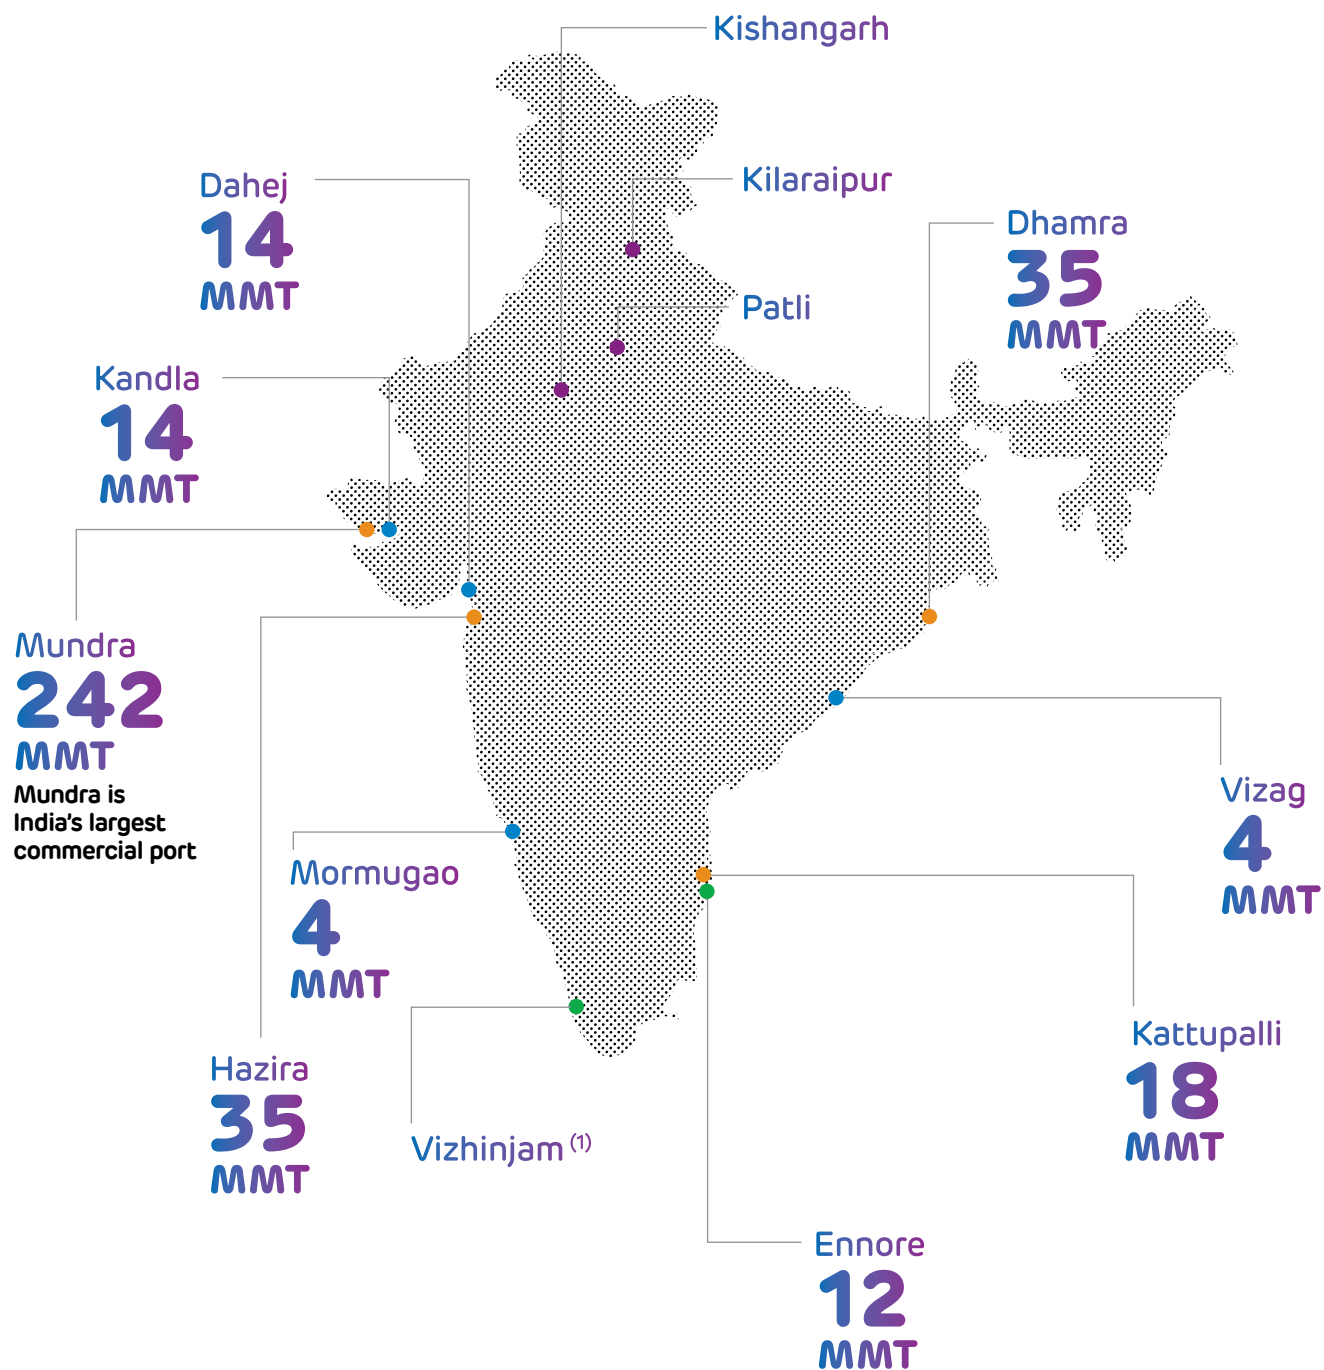 Kishangarh
Kilaraipur
Dahej
14
MMT
Dhamra
35
MMT
Patli
Kandla
14
MMT
Mundra
242
MMT
Mundra is
India's largest
commercial port
Vizag
4
MMT
Mormugao
4
MMT
Kattupalli
18
MMT
Hazira
35
MMT
Vizhinjam (1)
Ennore
12
MMT